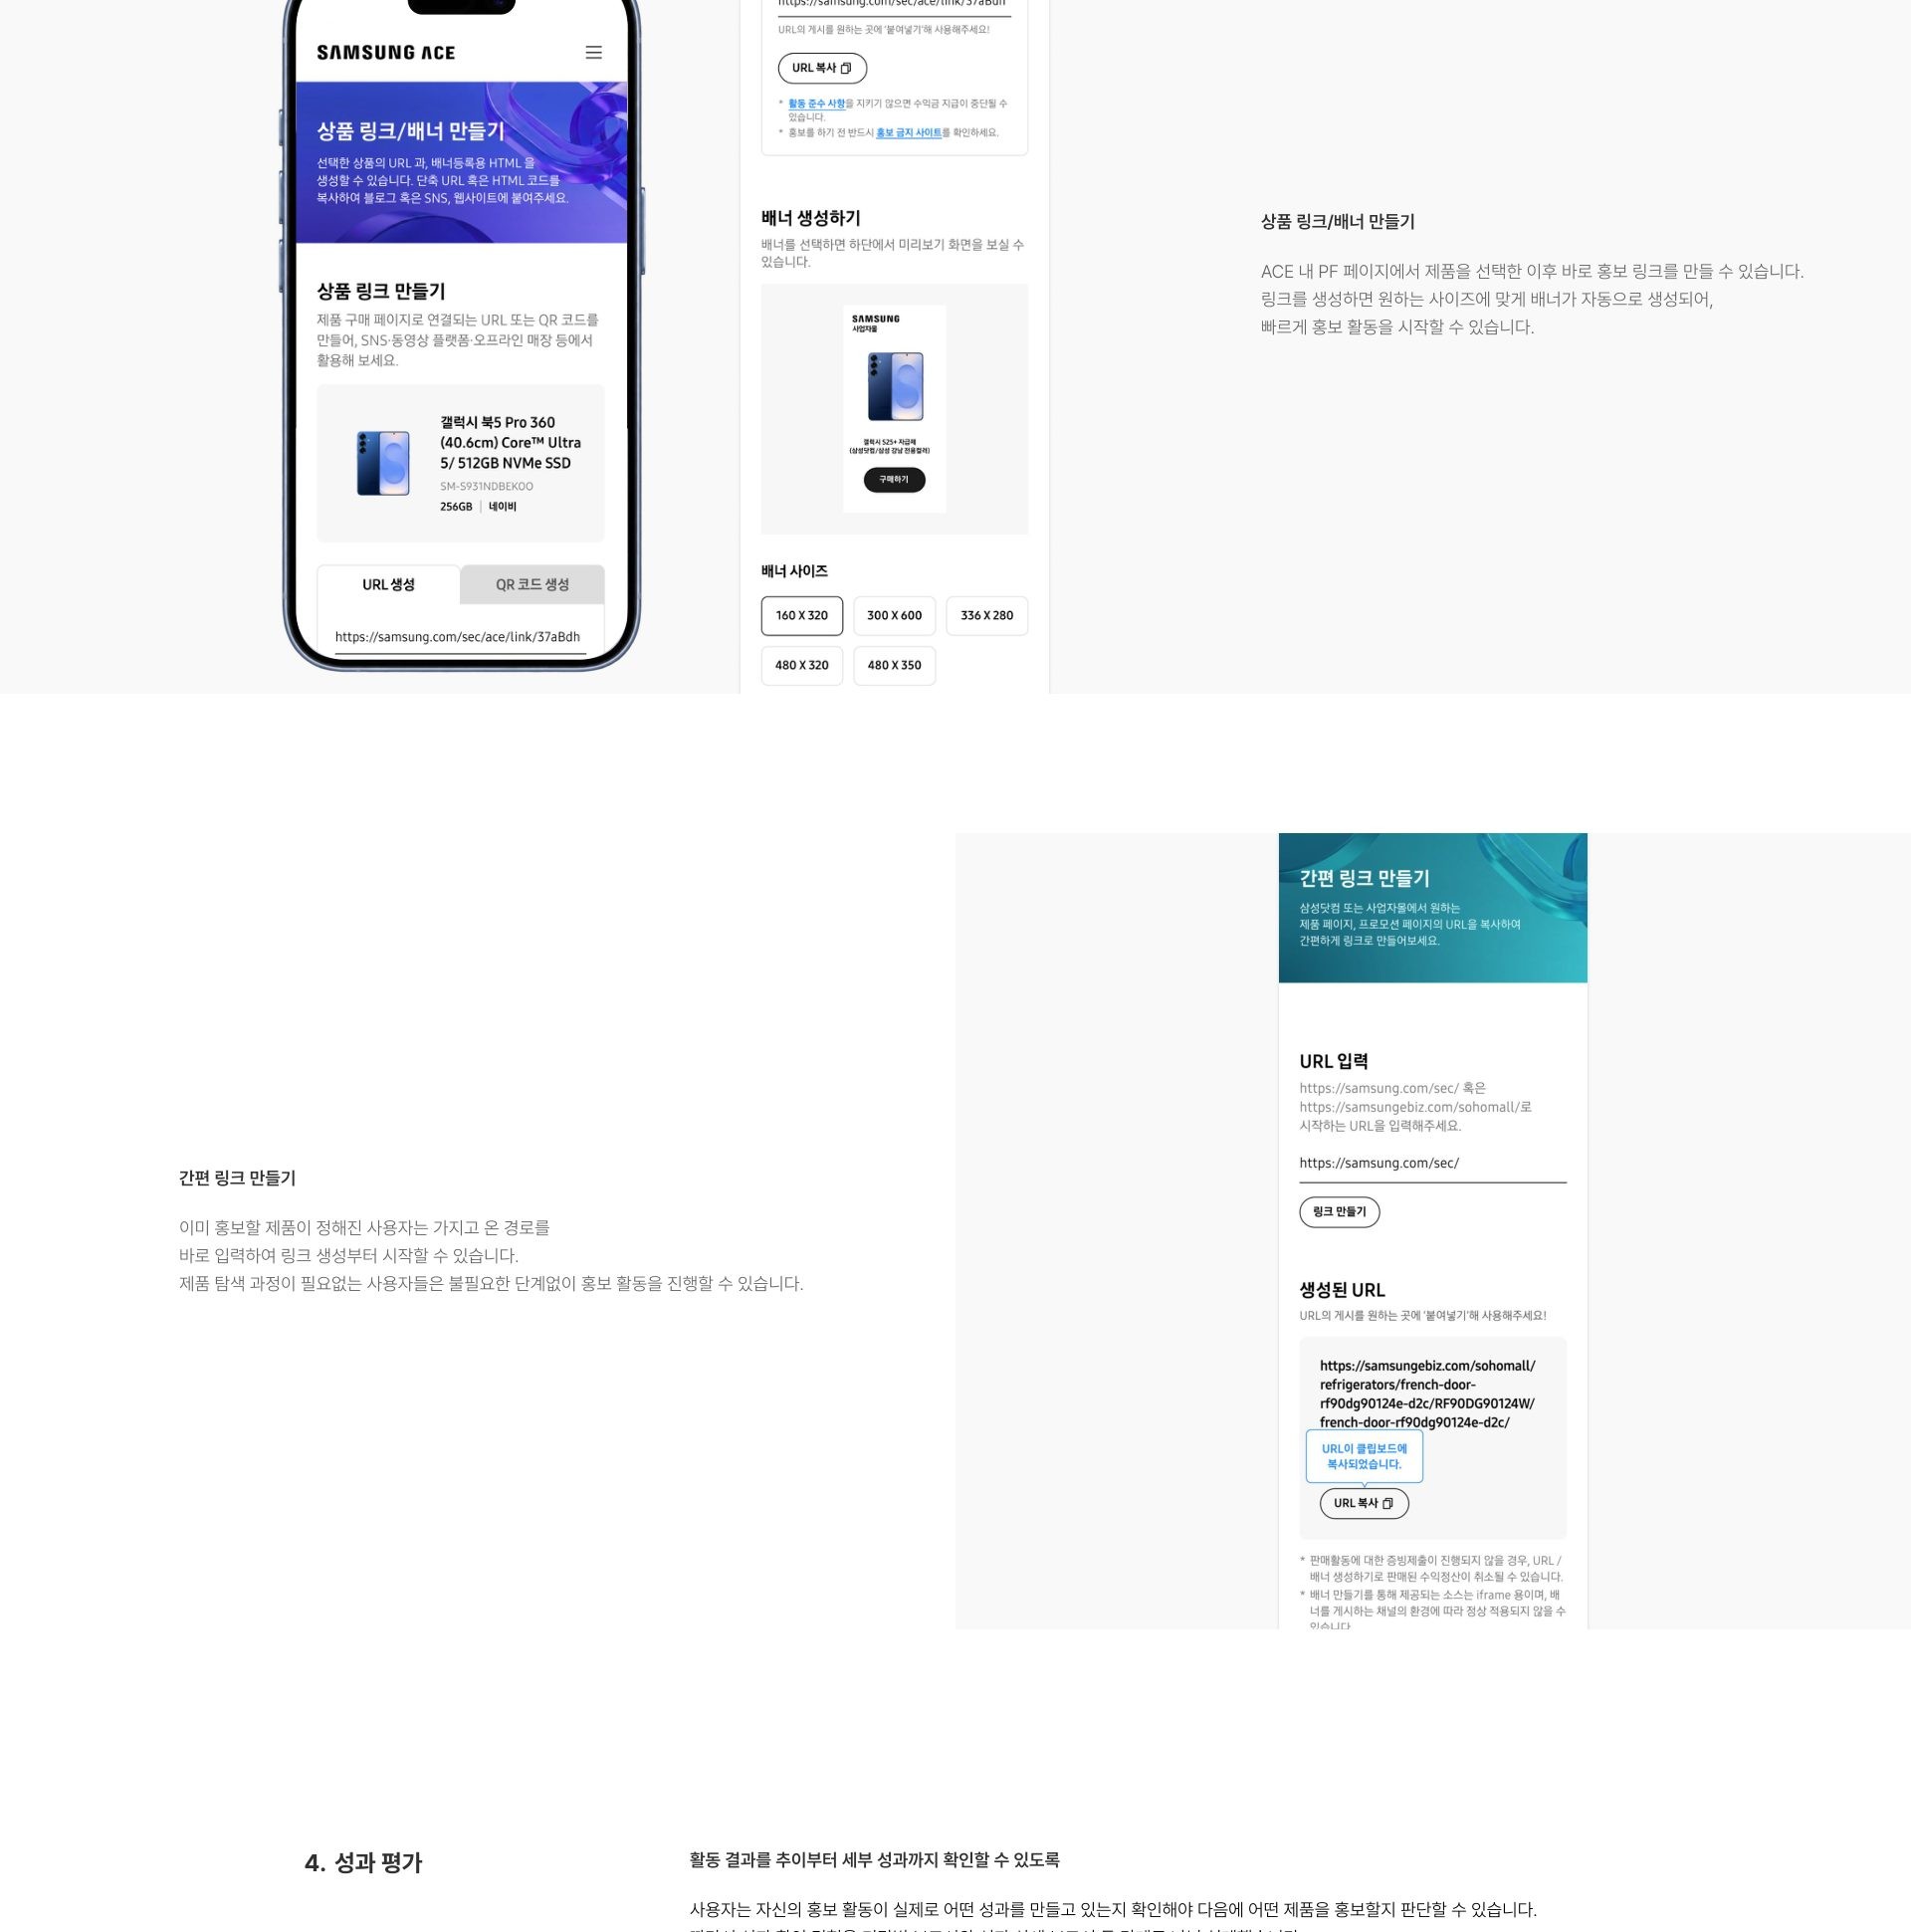 SAMSUNG ACE
상품 링크/배너 만들기
선택한 상품의 URL 과, 배너등록용 HTML 을
생성할 수 있습니다. 단축 URL 혹은 HTML 코드를
복사하여 블로그 혹은 SNS, 웹사이트에 붙여주세요.
상품 링크 만들기
제품 구매 페이지로 연결되는 URL 또는 QR 코드를
만들어, SNS·동영상 플랫폼·오프라인 매장 등에서
활용해 보세요.
갤럭시 북5 Pro 360
(40.6cm) Core™ Ultra
5/ 512GB NVMe SSD
SM-S931NDBEKOO
256GB | 네이비
URL 생성
QR 코드 생성
https://samsung.com/sec/ace/link/37aBdh
https://samsung.com/sec/ace/link/37aBdh
URL의 게시를 원하는 곳에 '붙여넣기'해 사용해주세요!
URL 복사
* 활동 준수 사항을 지키기 않으면 수익금 지급이 중단될 수
있습니다.
* 홍보를 하기 전 반드시 홍보 금지 사이트를 확인하세요.
배너 생성하기
배너를 선택하면 하단에서 미리보기 화면을 보실 수
있습니다.
SAMSUNG
사업자몰
갤럭시 S25+ 자급제
(삼성닷컴/삼성 강남 전용컬러)
구매하기
배너 사이즈
160 X 320
300 X 600
336 X 280
480 X 320
480 X 350
상품 링크/배너 만들기
ACE 내 PF 페이지에서 제품을 선택한 이후 바로 홍보 링크를 만들 수 있습니다.
링크를 생성하면 원하는 사이즈에 맞게 배너가 자동으로 생성되어,
빠르게 홍보 활동을 시작할 수 있습니다.
간편 링크 만들기
이미 홍보할 제품이 정해진 사용자는 가지고 온 경로를
바로 입력하여 링크 생성부터 시작할 수 있습니다.
제품 탐색 과정이 필요없는 사용자들은 불필요한 단계없이 홍보 활동을 진행할 수 있습니다.
간편 링크 만들기
삼성닷컴 또는 사업자몰에서 원하는
제품 페이지, 프로모션 페이지의 URL을 복사하여
간편하게 링크로 만들어보세요.
URL 입력
https://samsung.com/sec/ 혹은
https://samsungebiz.com/sohomall/로
시작하는 URL을 입력해주세요.
https://samsung.com/sec/
링크 만들기
생성된 URL
URL의 게시를 원하는 곳에 '붙여넣기'해 사용해주세요!
https://samsungebiz.com/sohomall/
refrigerators/french-door-
rf90dg90124e-d2c/RF90DG90124W/
french-door-rf90dg90124e-d2c/
URL이 클립보드에
복사되었습니다.
URL 복사
* 판매활동에 대한 증빙제출이 진행되지 않을 경우, URL /
배너 생성하기로 판매된 수익정산이 취소될 수 있습니다.
* 배너 만들기를 통해 제공되는 소스는 iframe 용이며, 배
너를 게시하는 채널의 환경에 따라 정상 적용되지 않을 수
있습니다
4. 성과 평가
활동 결과를 추이부터 세부 성과까지 확인할 수 있도록
사용자는 자신의 홍보 활동이 실제로 어떤 성과를 만들고 있는지 확인해야 다음에 어떤 제품을 홍보할지 판단할 수 있습니다.